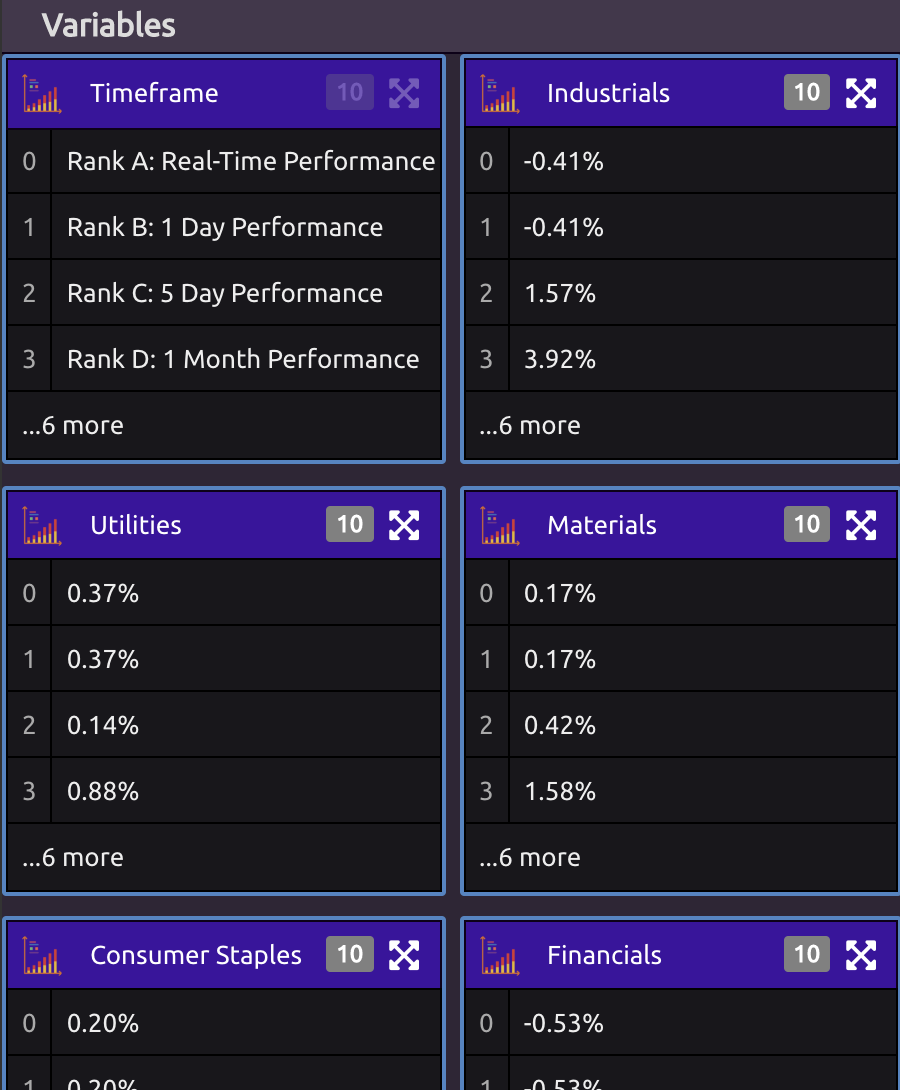 Variables
Timeframe 10
0 Rank A: Real-Time Performance
1 Rank B: 1 Day Performance
2 Rank C: 5 Day Performance
3 Rank D: 1 Month Performance
...6 more
Industrials 10
0 -0.41%
1 -0.41%
2 1.57%
3 3.92%
...6 more
Utilities 10
0 0.37%
1 0.37%
2 0.14%
3 0.88%
...6 more
Materials 10
0 0.17%
1 0.17%
2 0.42%
3 1.58%
...6 more
Consumer Staples 10
0 0.20%
1 0.20%
Financials 10
0 -0.53%
1 -0.53%